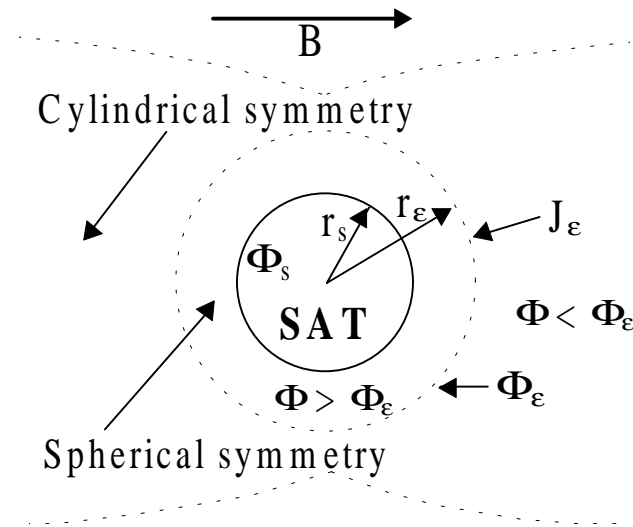 B
Cylindrical symmetry
r_s
r_ε
J_ε
Φ_s
SAT
Φ < Φ_ε
Φ > Φ_ε
Φ_ε
Spherical symmetry